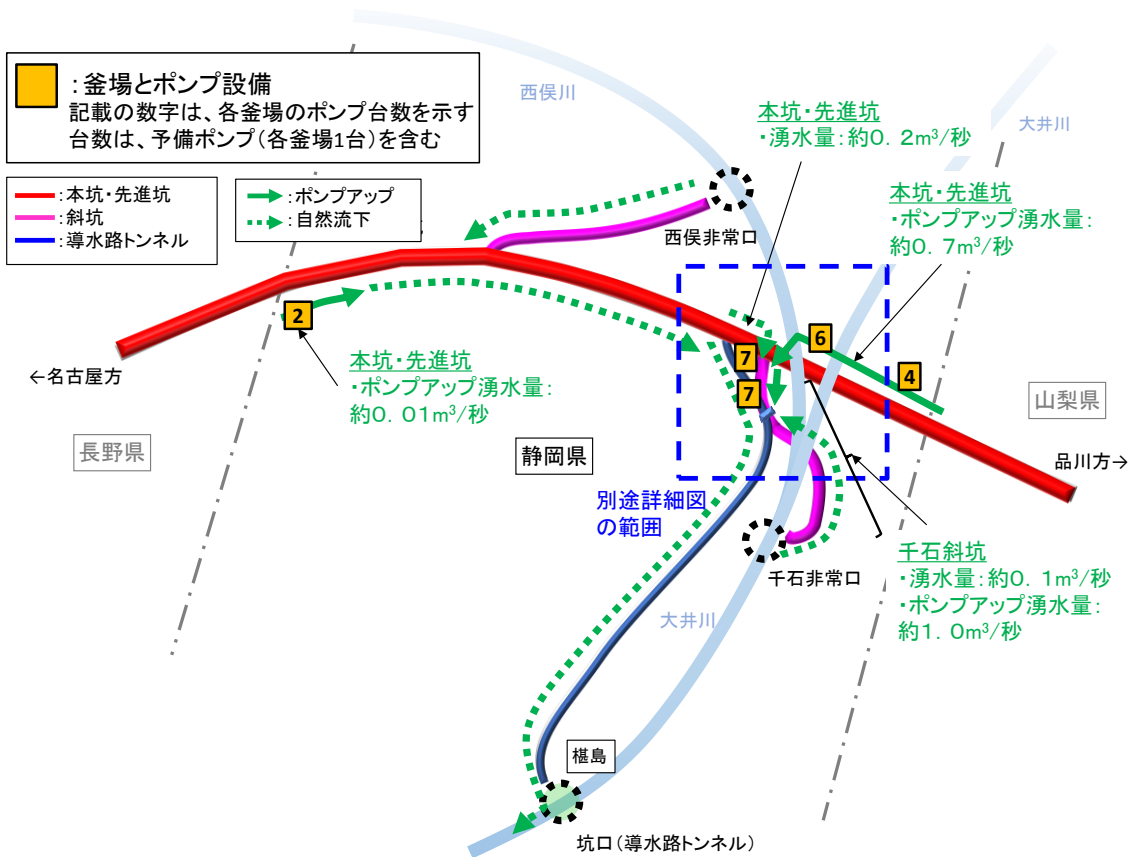 :釜場とポンプ設備
記載の数字は、各釜場のポンプ台数を示す
台数は、予備ポンプ(各釜場1台)を含む
:本坑・先進坑
:斜坑
:導水路トンネル
:ポンプアップ
:自然流下
西俣川
大井川
本坑・先進坑
・湧水量:約0.2m³/秒
本坑・先進坑
・ポンプアップ湧水量:
約0.7m³/秒
西俣非常口
2
7
7
6
4
←名古屋方
本坑・先進坑
・ポンプアップ湧水量:
約0.01m³/秒
長野県
静岡県
山梨県
品川方→
別途詳細図
の範囲
千石非常口
千石斜坑
・湧水量:約0.1m³/秒
・ポンプアップ湧水量:
約1.0m³/秒
大井川
椹島
坑口(導水路トンネル)